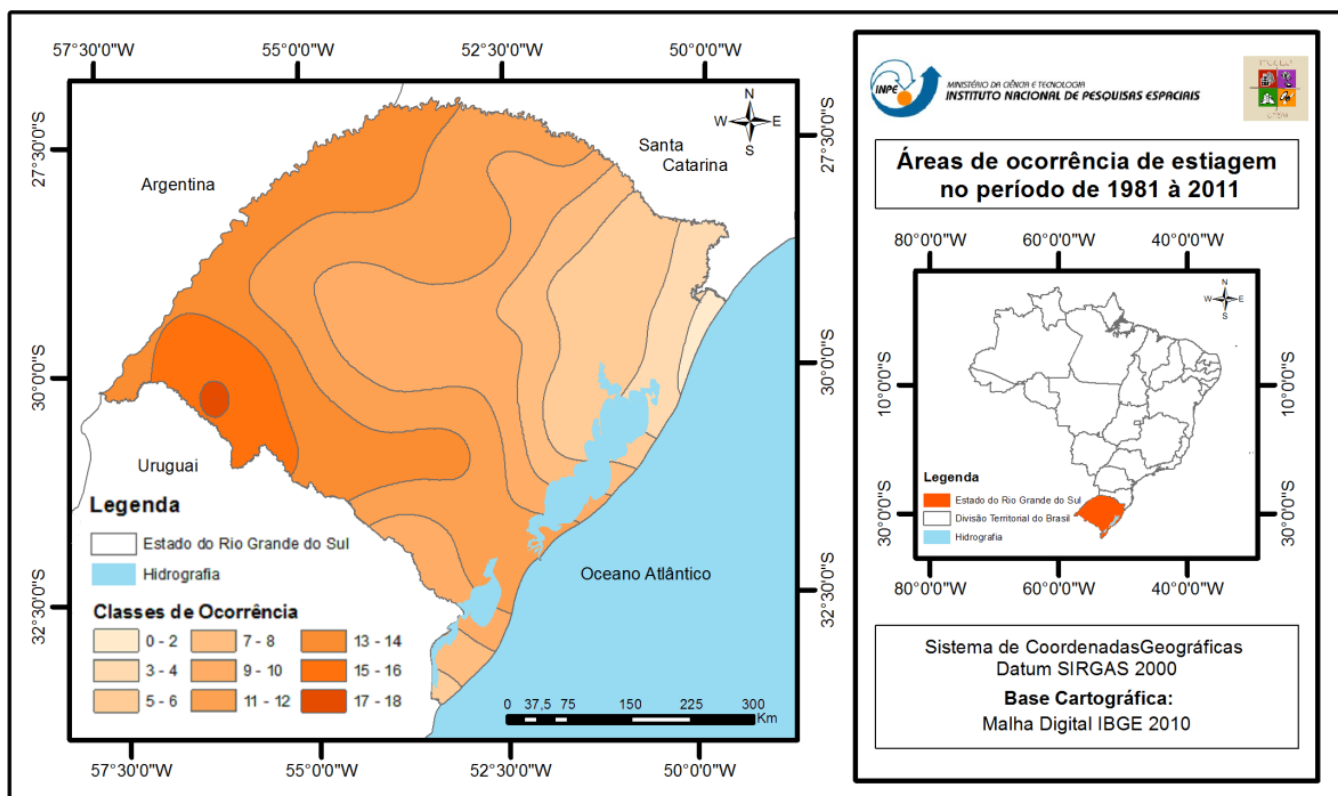 57°30'0"W
55°00'0"W
52°30'0"W
50°00'0"W
27°30'0"S
30°0'0"S
32°30'0"S
27°30'0"S
30°0'0"S
32°30'0"S
N
W
E
S
Santa
Catarina
Argentina
Uruguai
Oceano Atlântico
Legenda
Estado do Rio Grande do Sul
Hidrografia
Classes de Ocorrência
0 - 2
7 - 8
13 - 14
3 - 4
9 - 10
15 - 16
5 - 6
11 - 12
17 - 18
0 37,5 75 150 225 300
Km
57°30'0"W
55°00'0"W
52°30'0"W
50°00'0"W
INPE
MINISTÉRIO DA CIÊNCIA E TECNOLOGIA
INSTITUTO NACIONAL DE PESQUISAS ESPACIAIS
Áreas de ocorrência de estiagem
no período de 1981 à 2011
80°0'0"W
60°0'0"W
40°0'0"W
10°0'0"S
30°0'0"S
10°0'0"S
30°0'0"S
N
W
E
S
Legenda
Estado do Rio Grande do Sul
Divisão Territorial do Brasil
Hidrografia
80°0'0"W
60°0'0"W
40°0'0"W
Sistema de CoordenadasGeográficas
Datum SIRGAS 2000
Base Cartográfica:
Malha Digital IBGE 2010